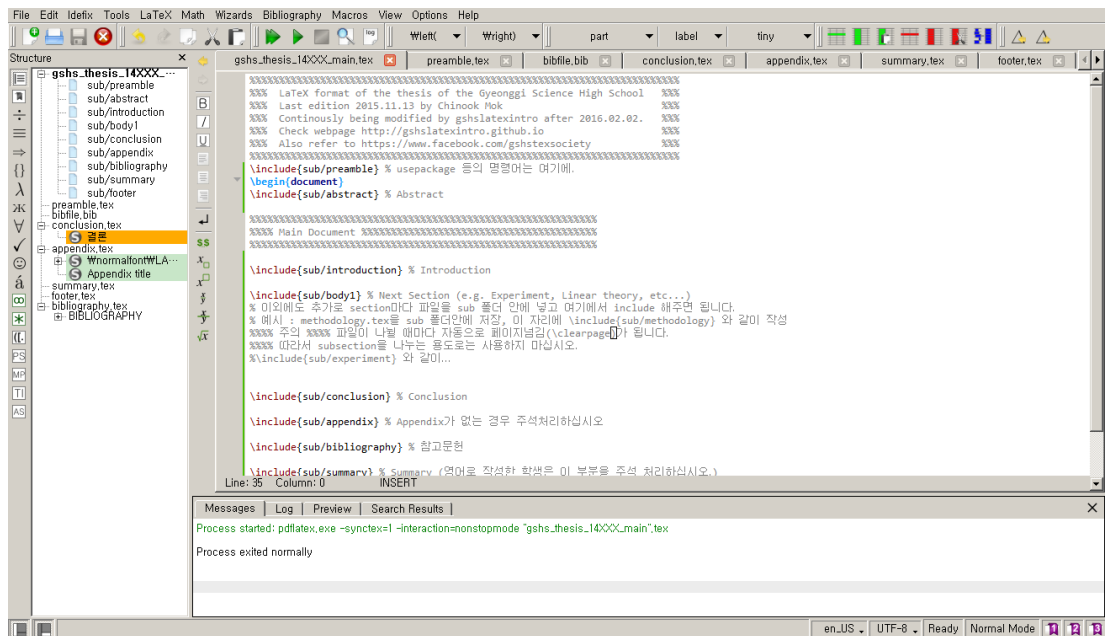 File Edit Idefix Tools LaTeX Math Wizards Bibliography Macros View Options Help
₩left( ₩right) part label tiny
Structure
gshs_thesis_14XXX_main.tex preamble.tex bibfile.bib conclusion.tex appendix.tex summary.tex footer.tex
gshs_thesis_14XXX_...
sub/preamble
sub/abstract
sub/introduction
sub/body1
sub/conclusion
sub/appendix
sub/bibliography
sub/summary
sub/footer
preamble.tex
bibfile.bib
conclusion.tex
결론
appendix.tex
₩normalfont₩LA...
Appendix title
summary.tex
footer.tex
bibliography.tex
BIBLIOGRAPHY
%%% LaTeX format of the thesis of the Gyeonggi Science High School %%%
%%% Last edition 2015.11.13 by Chinook Mok %%%
%%% Continously being modified by gshslatexintro after 2016.02.02. %%%
%%% Check webpage http://gshslatexintro.github.io %%%
%%% Also refer to https://www.facebook.com/gshstexsociety %%%
\include{sub/preamble} % usepackage 등의 명령어는 여기에.
\begin{document}
\include{sub/abstract} % Abstract
%%%% Main Document %%%%%%%%%%%%%%%%%%%%%%%%%%%%%%%%%%%
\include{sub/introduction} % Introduction
\include{sub/body1} % Next Section (e.g. Experiment, Linear theory, etc...)
% 이외에도 추가로 section마다 파일을 sub 폴더 안에 넣고 여기에서 include 해주면 됩니다.
% 예시 : methodology.tex을 sub 폴더안에 저장, 이 자리에 \include{sub/methodology} 와 같이 작성
%%%% 주의 %%%% 파일이 나뉠 때마다 자동으로 페이지넘김(\clearpage)가 됩니다.
%%%% 따라서 subsection을 나누는 용도로는 사용하지 마십시오.
%\include{sub/experiment} 와 같이...
\include{sub/conclusion} % Conclusion
\include{sub/appendix} % Appendix가 없는 경우 주석처리하십시오
\include{sub/bibliography} % 참고문헌
\include{sub/summary} % Summary (영어로 작성한 학생은 이 부분을 주석 처리하십시오.)
Line: 35 Column: 0 INSERT
Messages Log Preview Search Results
Process started: pdflatex.exe -synctex=1 -interaction=nonstopmode "gshs_thesis_14XXX_main".tex
Process exited normally
en_US UTF-8 Ready Normal Mode